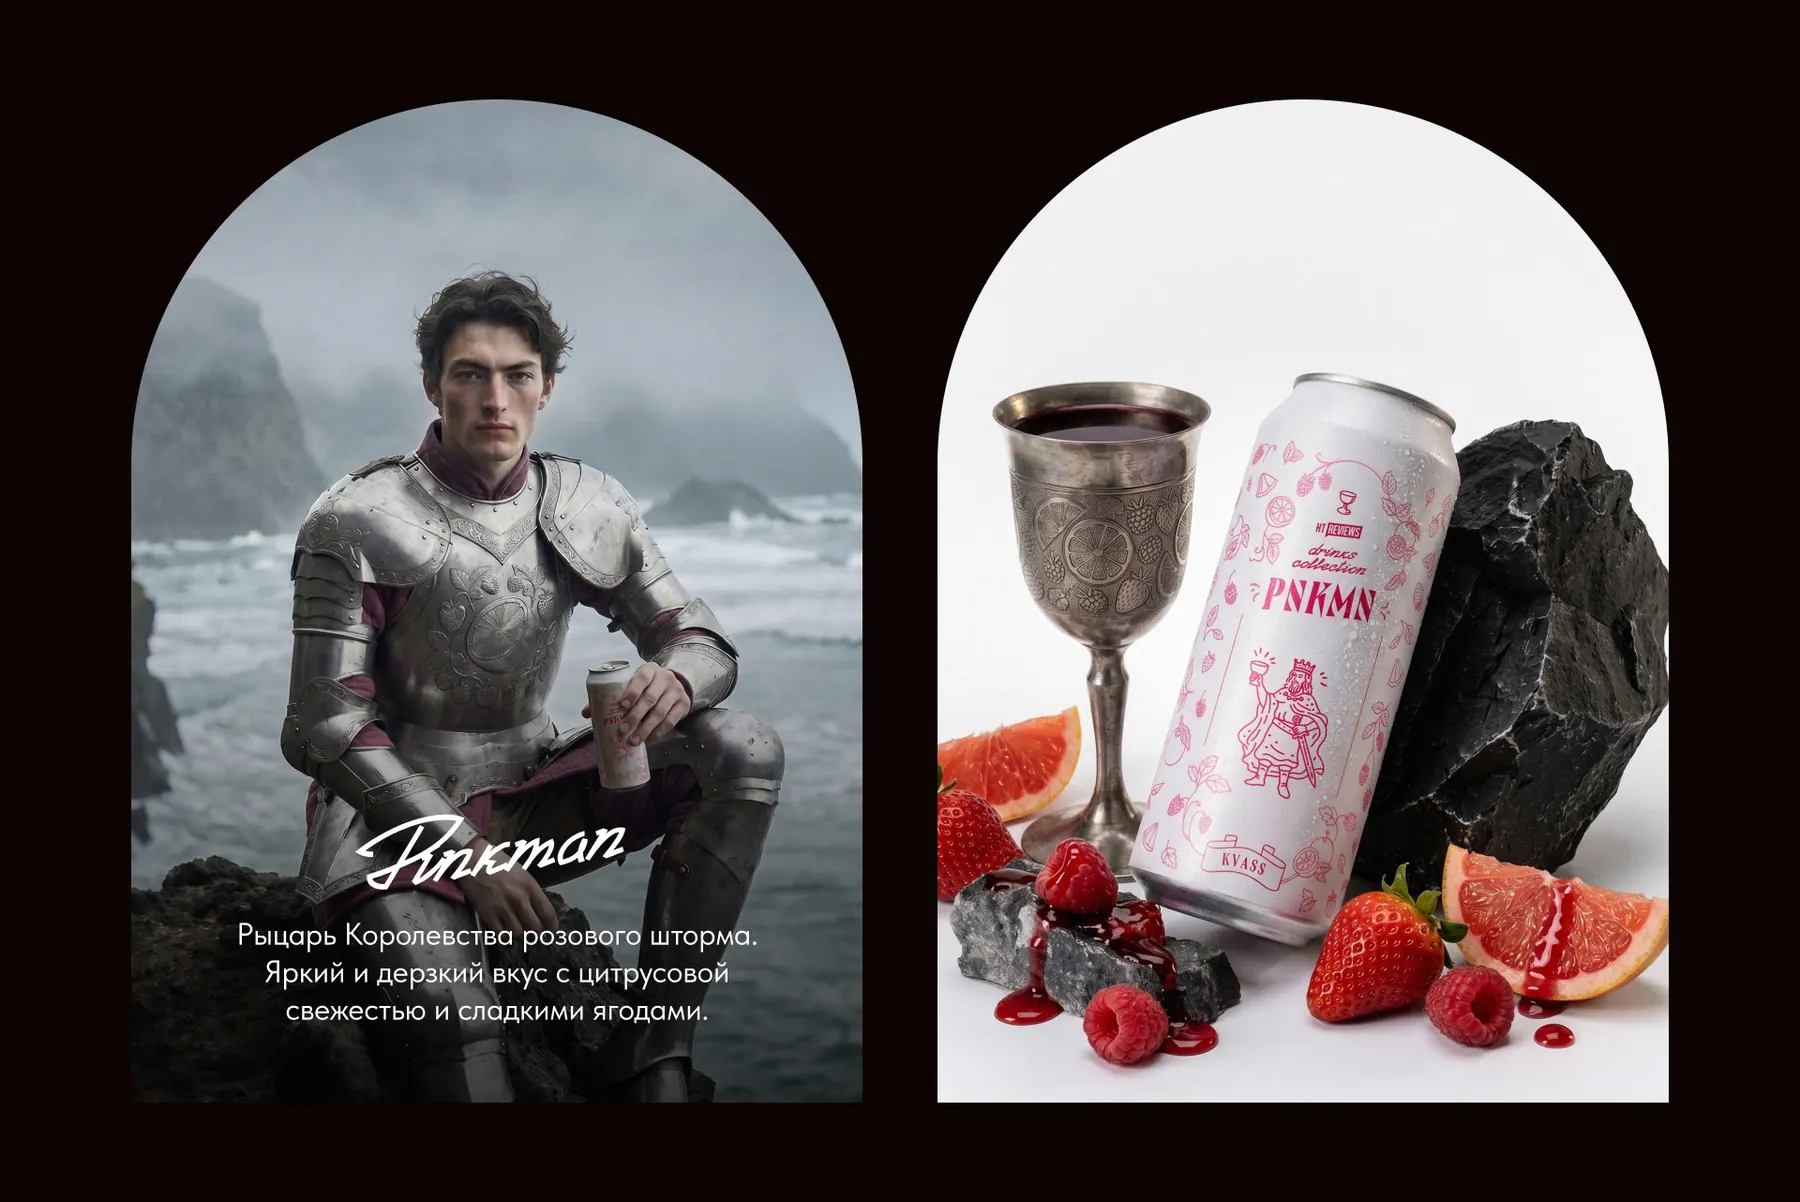 Pinkman
Рыцарь Королевства розового шторма.
Яркий и дерзкий вкус с цитрусовой
свежестью и сладкими ягодами.
HT REVIEWS
drinks
collection
PNKMN
KVASS